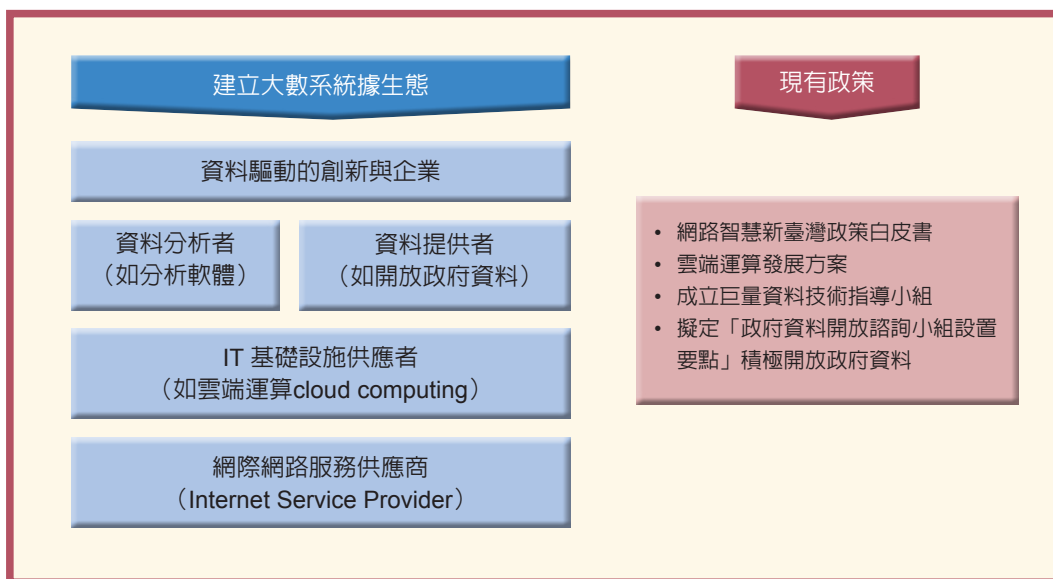 建立大數系統據生態
資料驅動的創新與企業
資料分析者
（如分析軟體）
資料提供者
（如開放政府資料）
IT 基礎設施供應者
（如雲端運算cloud computing）
網際網路服務供應商
（Internet Service Provider）
現有政策
• 網路智慧新臺灣政策白皮書
• 雲端運算發展方案
• 成立巨量資料技術指導小組
• 擬定「政府資料開放諮詢小組設置
要點」積極開放政府資料